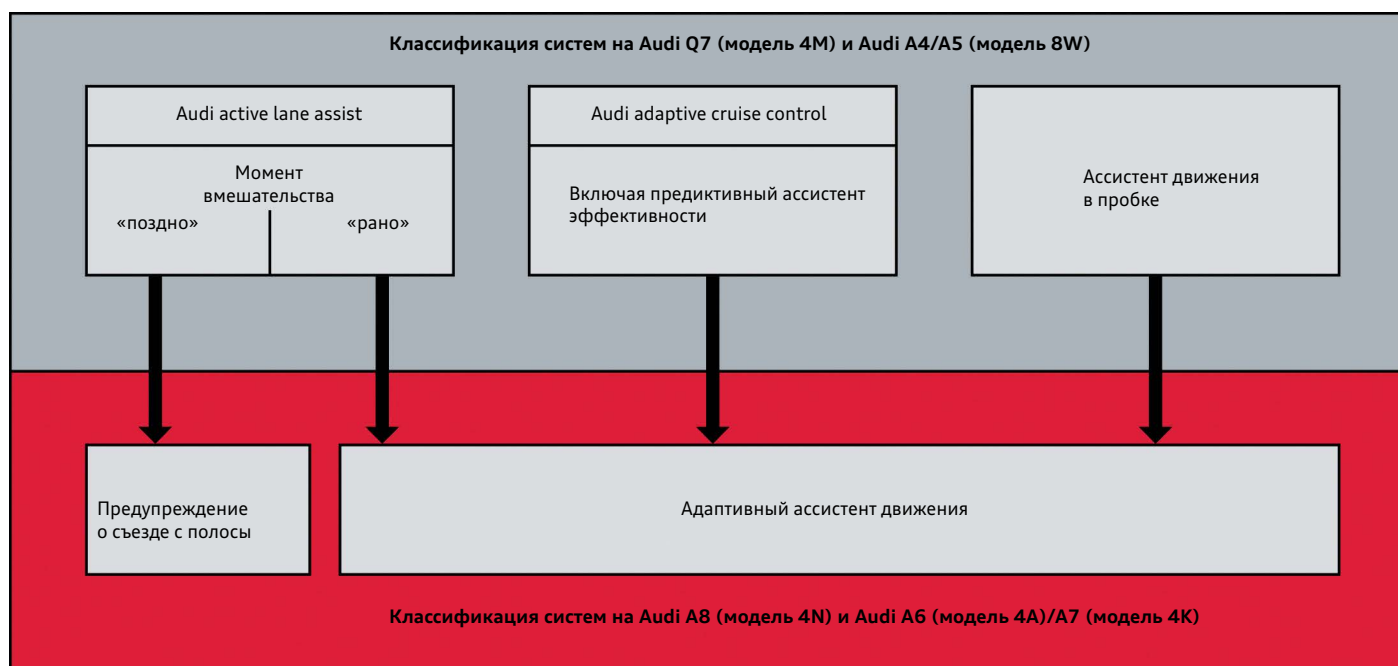 Классификация систем на Audi Q7 (модель 4M) и Audi A4/A5 (модель 8W)
Audi active lane assist
Момент
вмешательства
«поздно»
«рано»
Audi adaptive cruise control
Включая предиктивный ассистент
эффективности
Ассистент движения
в пробке
Предупреждение
о съезде с полосы
Адаптивный ассистент движения
Классификация систем на Audi A8 (модель 4N) и Audi A6 (модель 4A)/A7 (модель 4K)